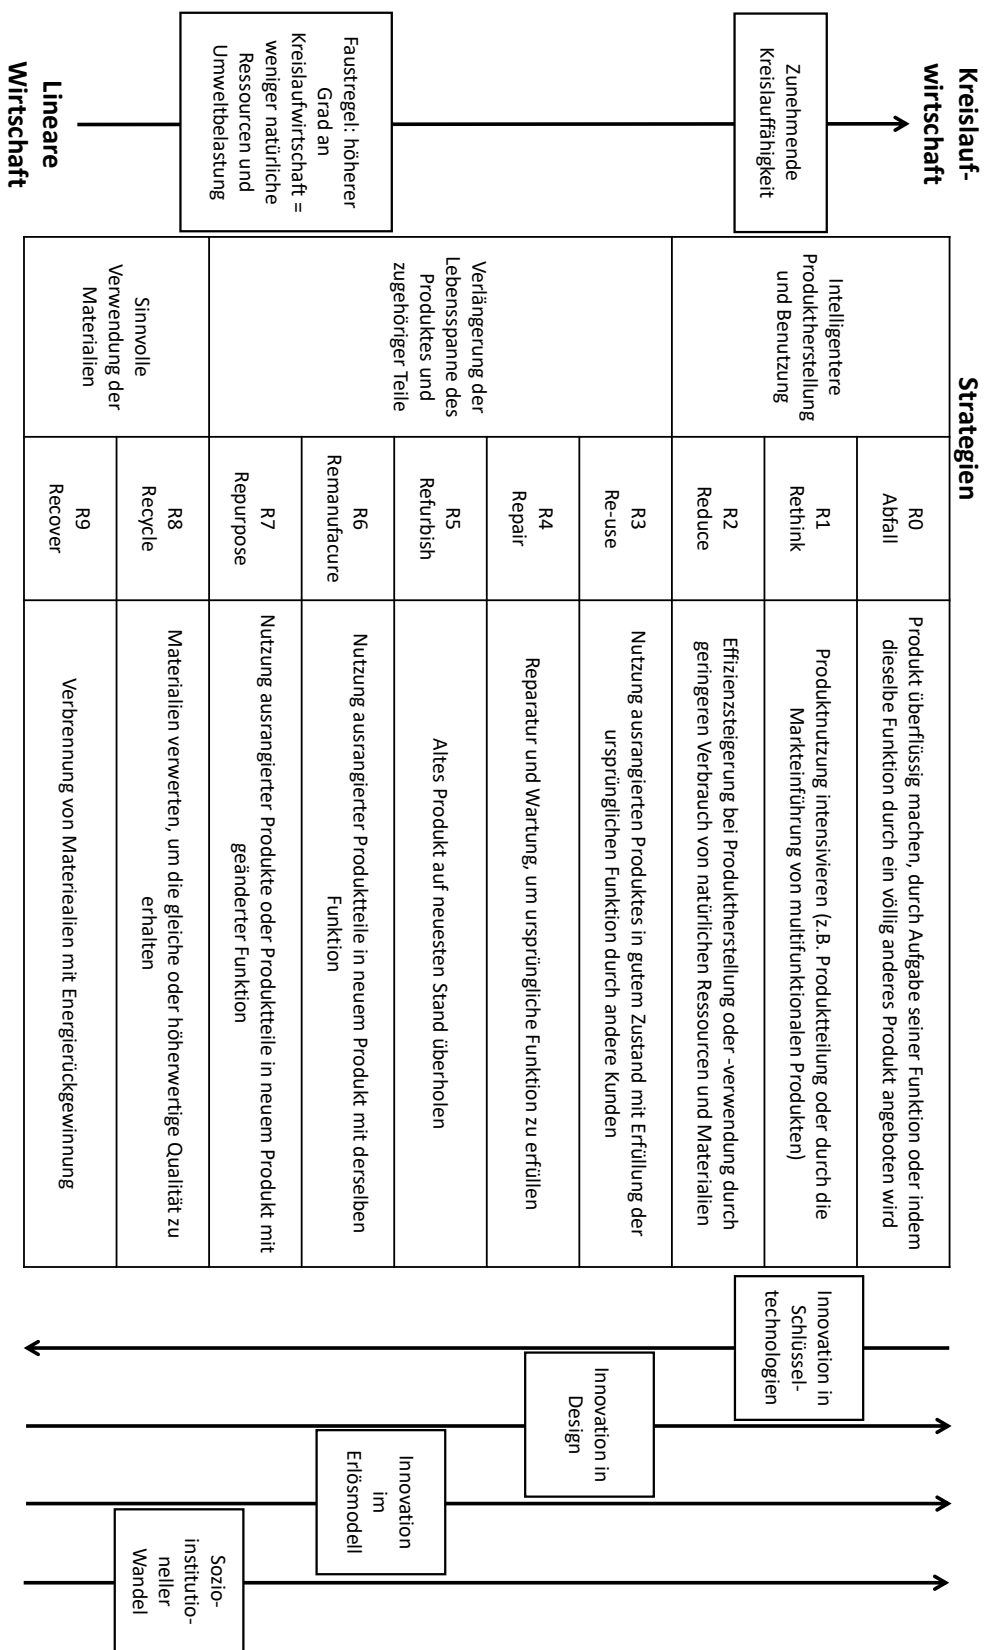 Kreislauf-
wirtschaft
Zunehmende
Kreislauffähigkeit
Faustregel: höherer
Grad an
Kreislaufwirtschaft =
weniger natürliche
Ressourcen und
Umweltbelastung
Lineare
Wirtschaft
Strategien
Intelligentere
Produktherstellung
und Benutzung
R0
Abfall
Produkt überflüssig machen, durch Aufgabe seiner Funktion oder indem
dieselbe Funktion durch ein völlig anderes Produkt angeboten wird
R1
Rethink
Produktnutzung intensivieren (z.B. Produktteilung oder durch die
Markteinführung von multifunktionalen Produkten)
R2
Reduce
Effizienzsteigerung bei Produktherstellung oder -verwendung durch
geringeren Verbrauch von natürlichen Ressourcen und Materialien
Verlängerung der
Lebensspanne des
Produktes und
zugehöriger Teile
R3
Re-use
Nutzung ausrangierten Produktes in gutem Zustand mit Erfüllung der
ursprünglichen Funktion durch andere Kunden
R4
Repair
Reparatur und Wartung, um ursprüngliche Funktion zu erfüllen
R5
Refurbish
Altes Produkt auf neuesten Stand überholen
R6
Remanufacure
Nutzung ausrangierter Produktteile in neuem Produkt mit derselben
Funktion
R7
Repurpose
Nutzung ausrangierter Produkte oder Produktteile in neuem Produkt mit
geänderter Funktion
Sinnvolle
Verwendung der
Materialien
R8
Recycle
Materialien verwerten, um die gleiche oder höherwertige Qualität zu
erhalten
R9
Recover
Verbrennung von Materiealien mit Energierückgewinnung
Innovation in
Schlüssel-
technologien
Innovation in
Design
Innovation
im
Erlösmodell
Sozio-
institutio-
neller
Wandel